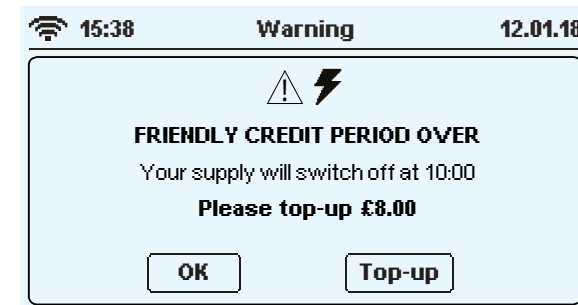 15:38 Warning 12.01.18
FRIENDLY CREDIT PERIOD OVER
Your supply will switch off at 10:00
Please top-up £8.00
OK Top-up